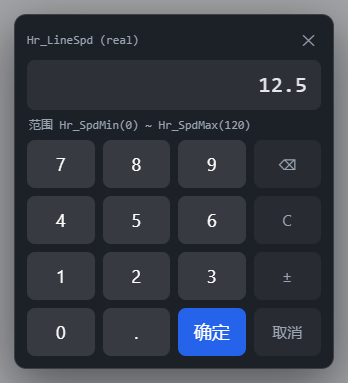 Hr_LineSpd (real)
12.5
范围 Hr_SpdMin(0) ~ Hr_SpdMax(120)
7 8 9 ⌫
4 5 6 C
1 2 3 ±
0 . 确定 取消